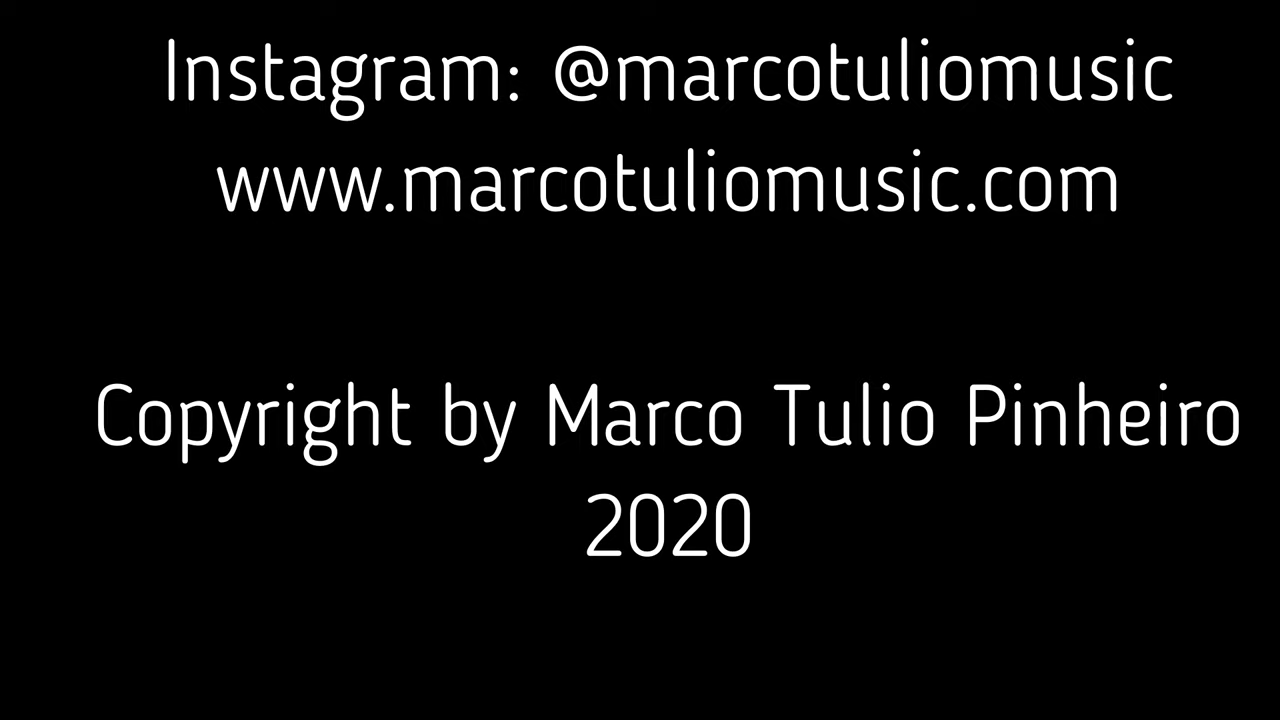 Instagram: @marcotuliomusic
www.marcotuliomusic.com
Copyright by Marco Tulio Pinheiro
2020